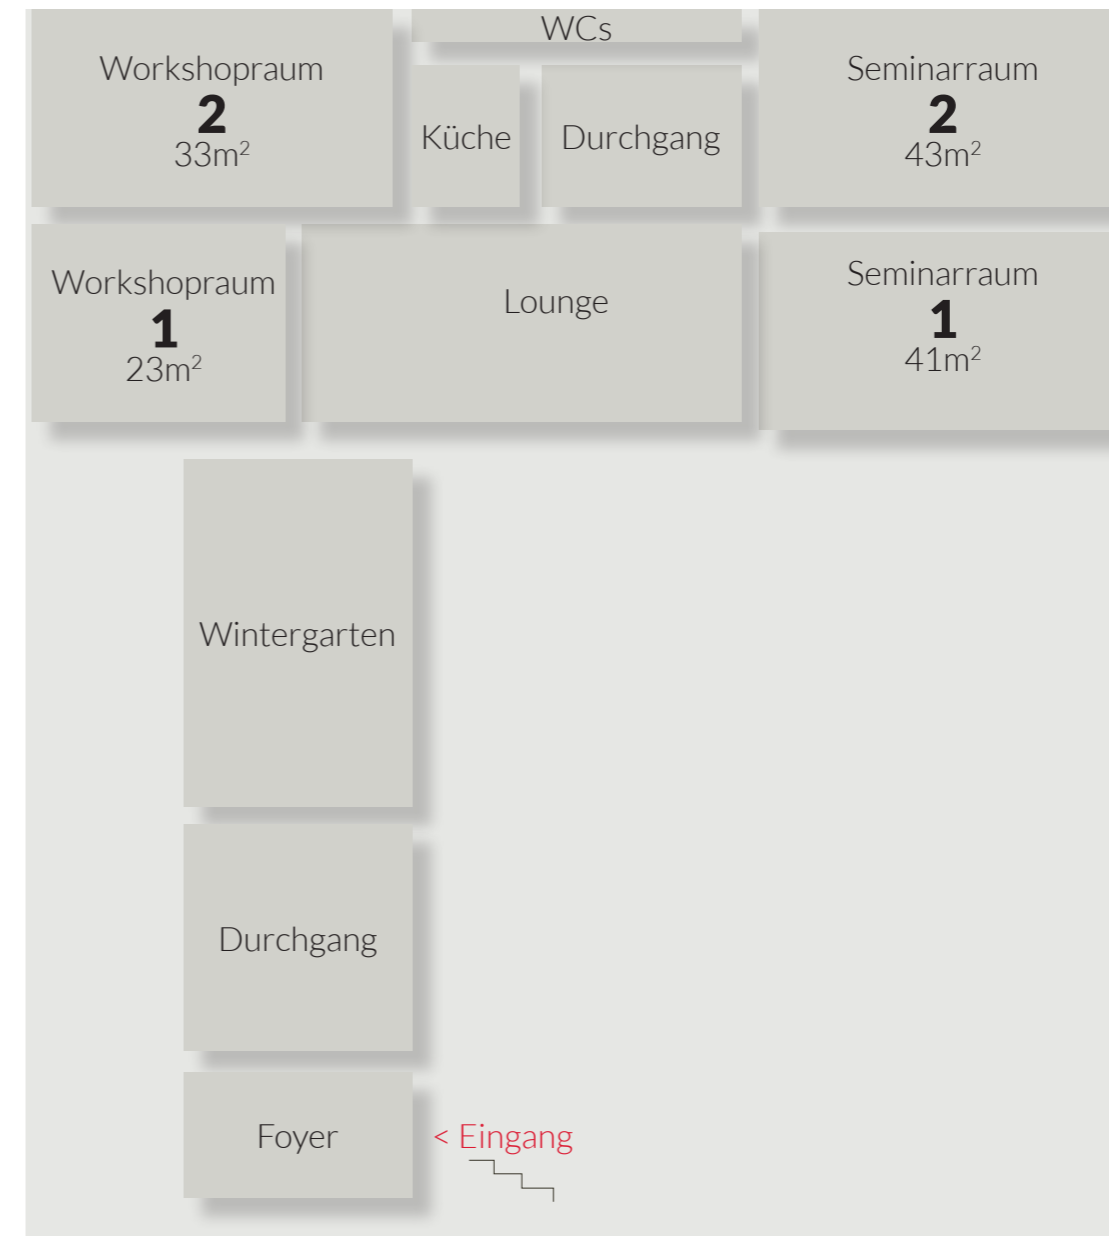 WCs
Workshopraum
2
33m²
Küche
Durchgang
Seminarraum
2
43m²
Workshopraum
1
23m²
Lounge
Seminarraum
1
41m²
Wintergarten
Durchgang
Foyer
< Eingang